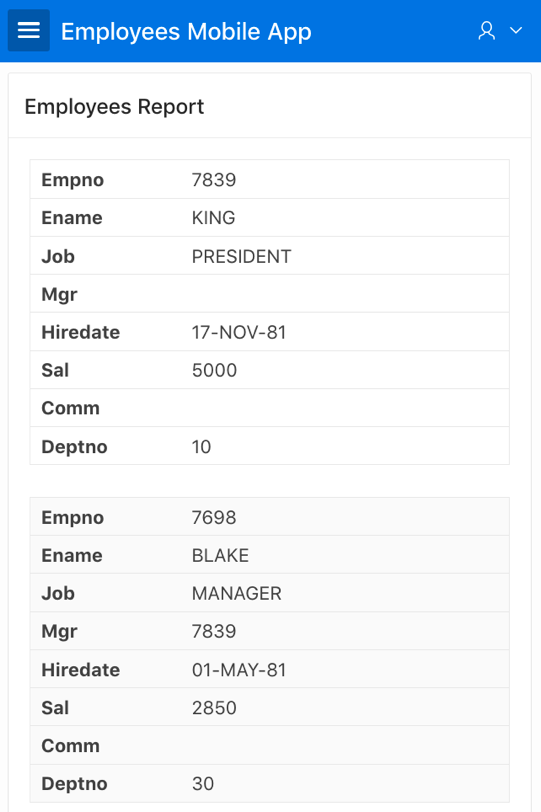 Employees Mobile App
Employees Report
Empno 7839
Ename KING
Job PRESIDENT
Mgr
Hiredate 17-NOV-81
Sal 5000
Comm
Deptno 10
Empno 7698
Ename BLAKE
Job MANAGER
Mgr 7839
Hiredate 01-MAY-81
Sal 2850
Comm
Deptno 30